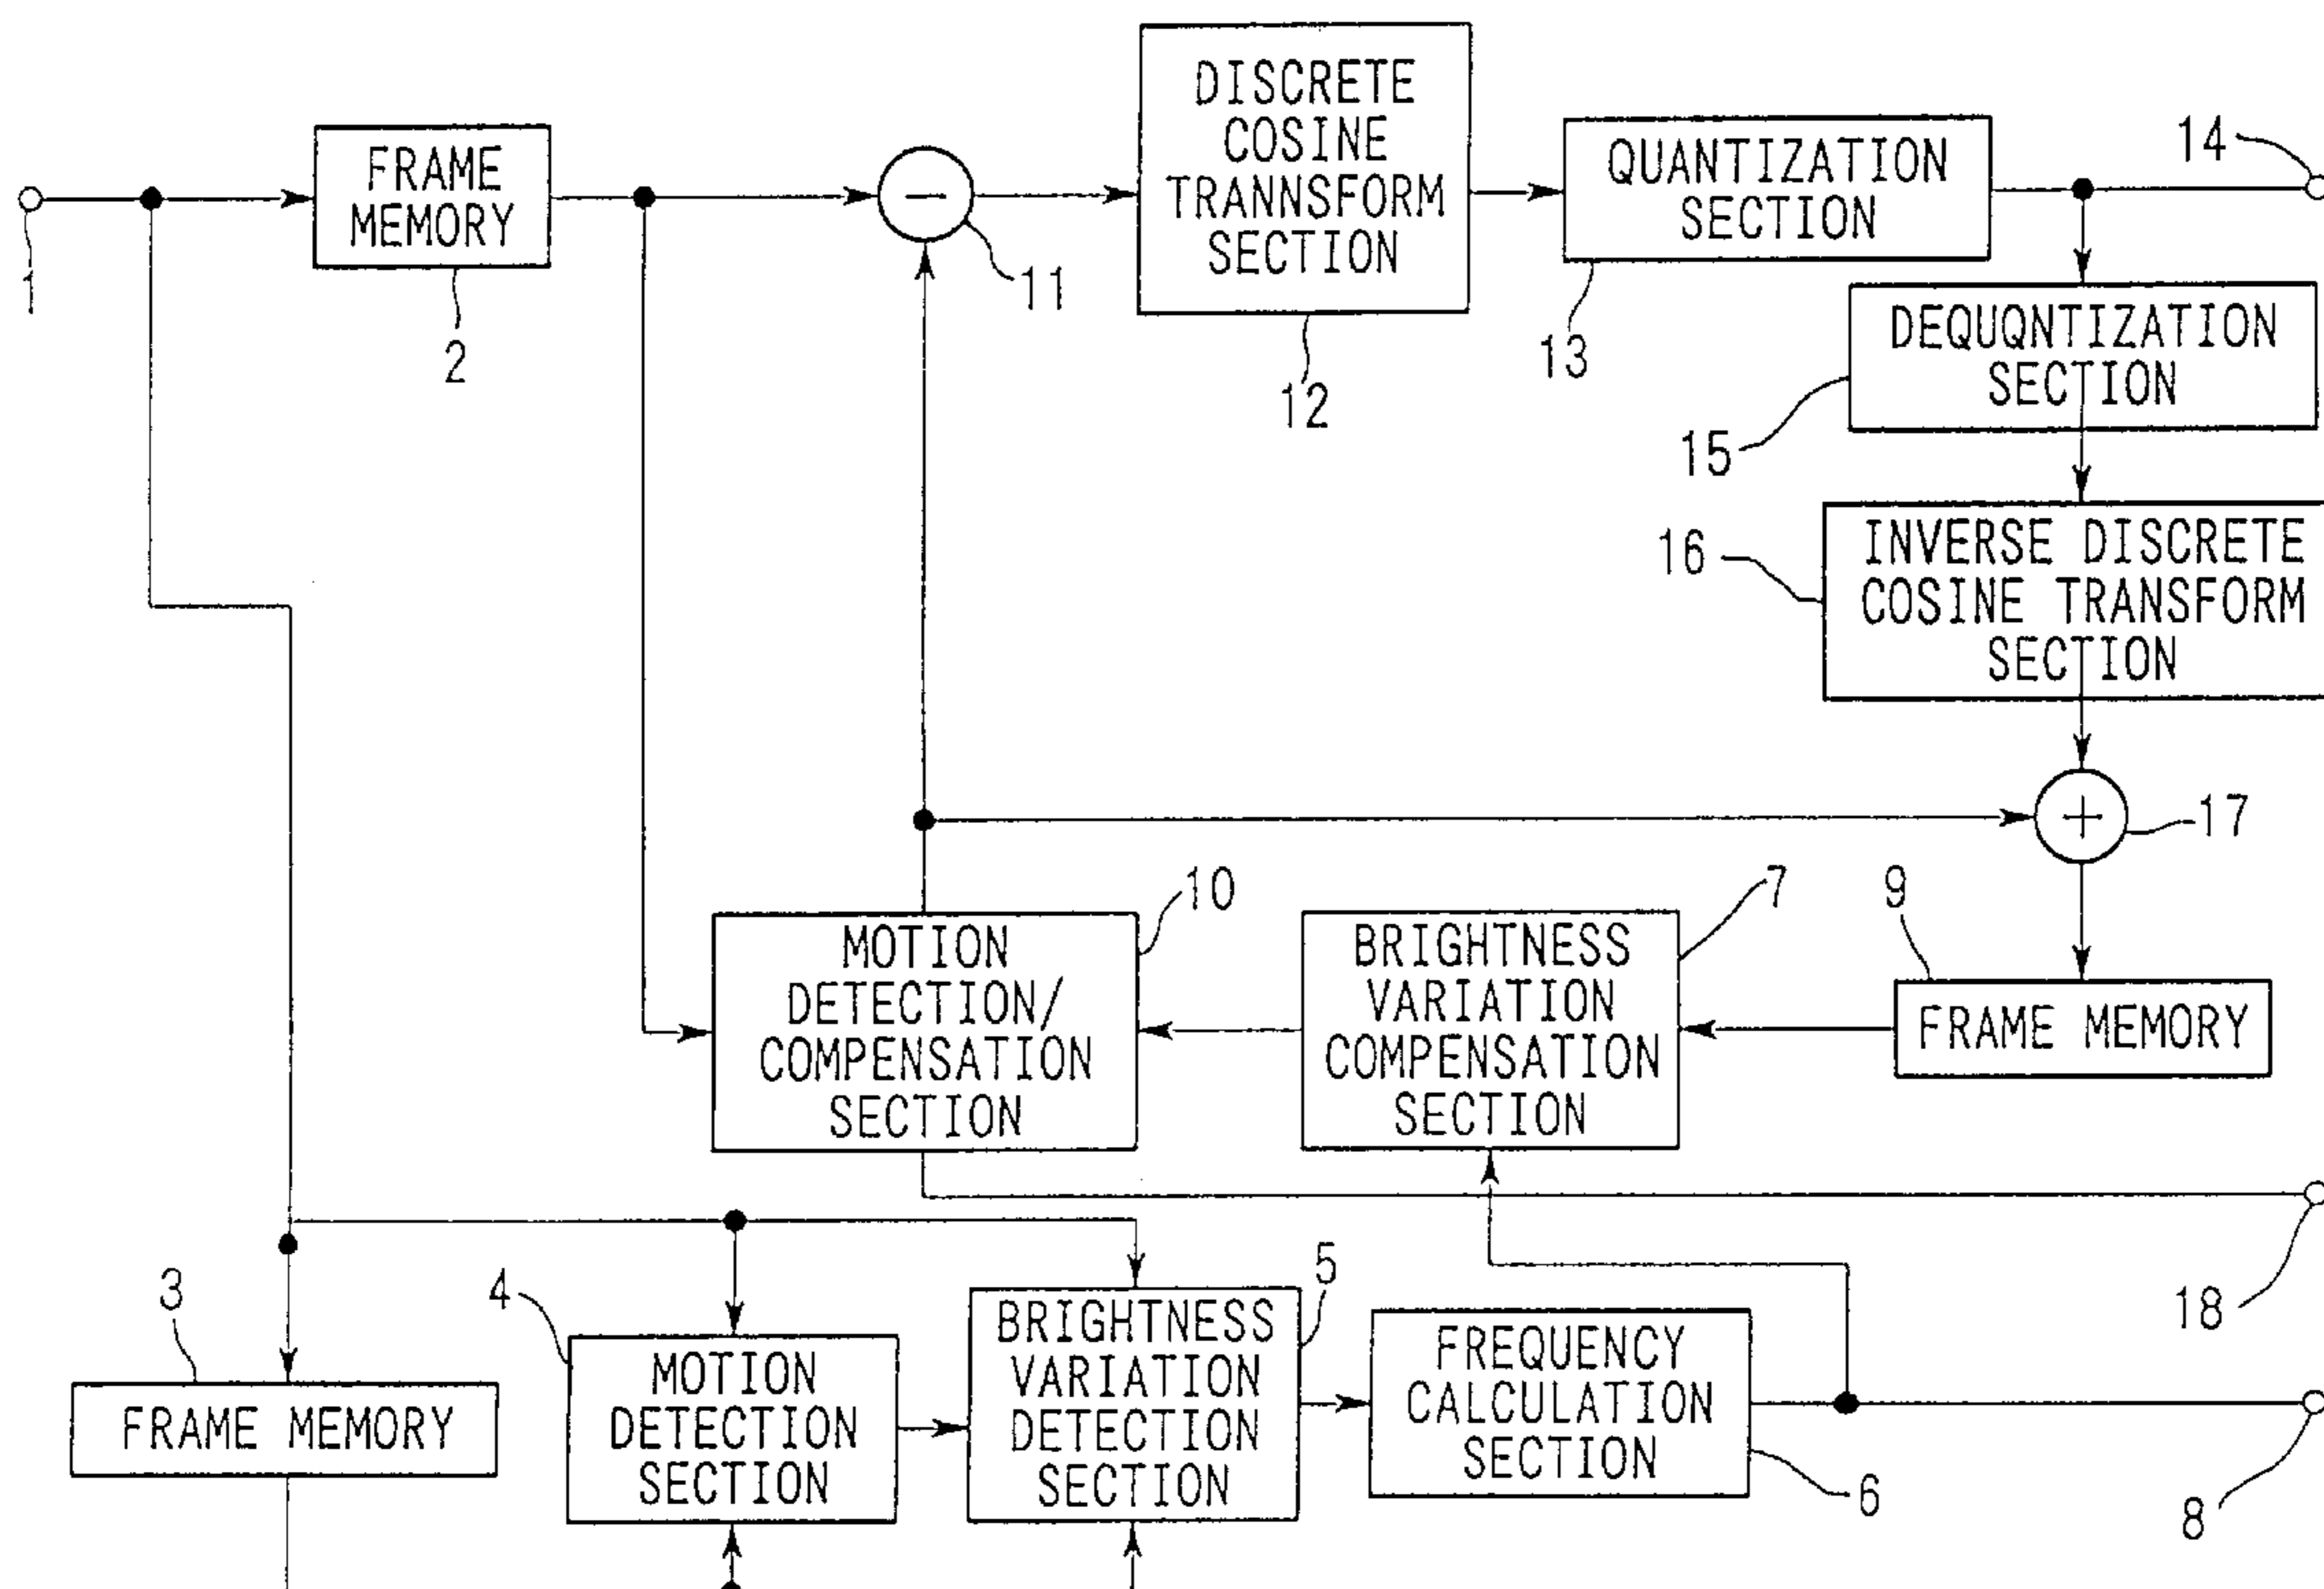 DISCRETE
COSINE
TRANNSFORM
SECTION
12
FRAME
MEMORY
2
1
11
QUANTIZATION
SECTION
13
14
DEQUQNTIZATION
SECTION
15
INVERSE DISCRETE
COSINE TRANSFORM
SECTION
16
17
MOTION
DETECTION/
COMPENSATION
SECTION
10
BRIGHTNESS
VARIATION
COMPENSATION
SECTION
7
9
FRAME MEMORY
18
3
FRAME MEMORY
4
MOTION
DETECTION
SECTION
BRIGHTNESS
VARIATION
DETECTION
SECTION
5
FREQUENCY
CALCULATION
SECTION
6
8